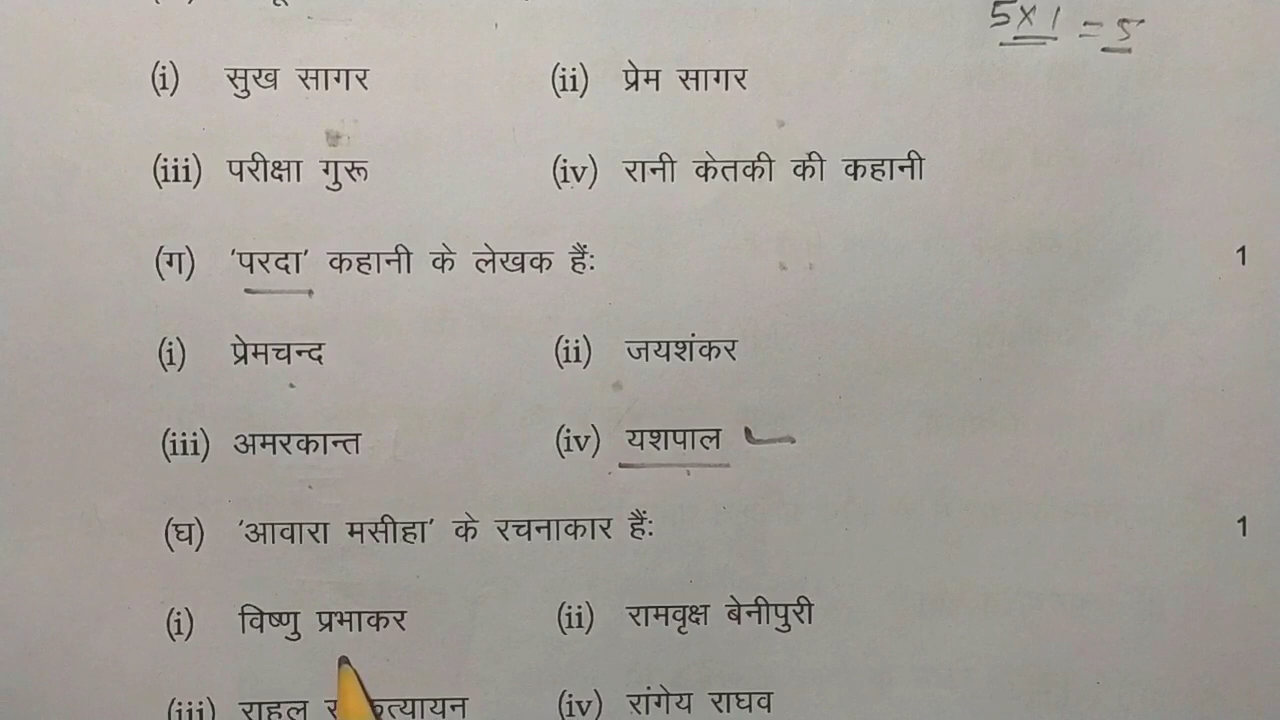 5 x 1 = 5
(i) सुख सागर (ii) प्रेम सागर
(iii) परीक्षा गुरू (iv) रानी केतकी की कहानी
(ग) 'परदा' कहानी के लेखक हैं: 1
(i) प्रेमचन्द (ii) जयशंकर
(iii) अमरकान्त (iv) यशपाल
(घ) 'आवारा मसीहा' के रचनाकार हैं: 1
(i) विष्णु प्रभाकर (ii) रामवृक्ष बेनीपुरी
(iii) राहुल (iv) रांगेय राघव